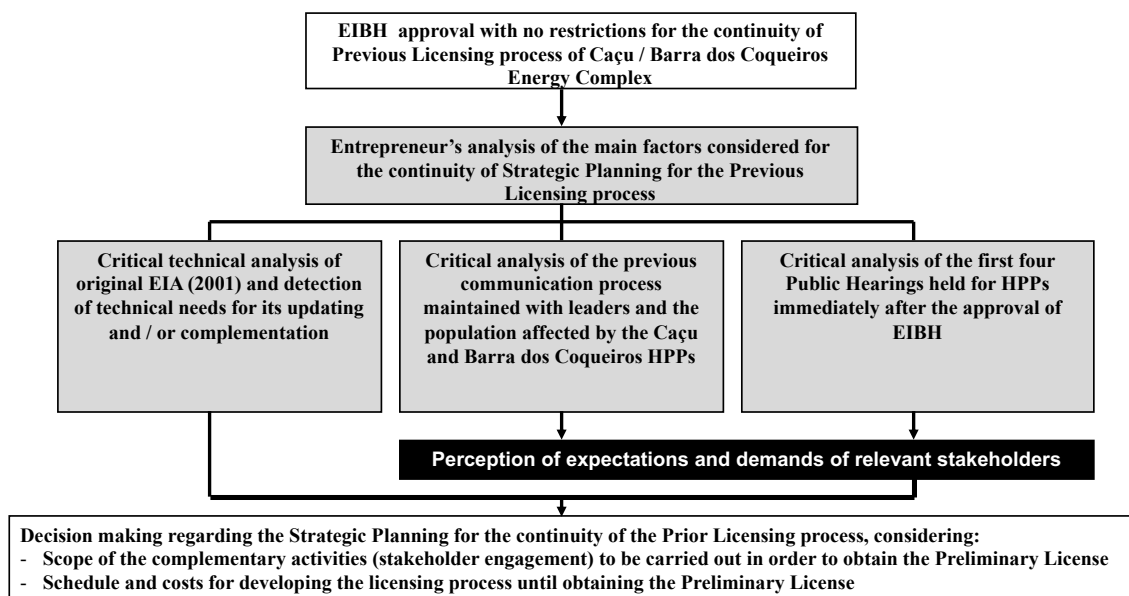 EIBH approval with no restrictions for the continuity of
Previous Licensing process of Caçu / Barra dos Coqueiros
Energy Complex
Entrepreneur's analysis of the main factors considered for
the continuity of Strategic Planning for the Previous
Licensing process
Critical technical analysis of
original EIA (2001) and detection
of technical needs for its updating
and / or complementation
Critical analysis of the previous
communication process
maintained with leaders and the
population affected by the Caçu
and Barra dos Coqueiros HPPs
Critical analysis of the first four
Public Hearings held for HPPs
immediately after the approval of
EIBH
Perception of expectations and demands of relevant stakeholders
Decision making regarding the Strategic Planning for the continuity of the Prior Licensing process, considering:
- Scope of the complementary activities (stakeholder engagement) to be carried out in order to obtain the Preliminary License
- Schedule and costs for developing the licensing process until obtaining the Preliminary License